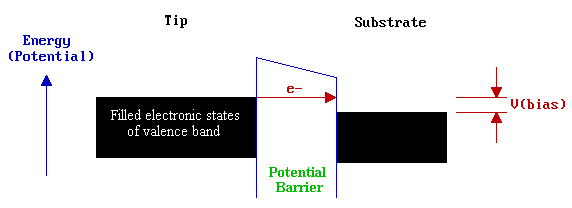 Tip
Substrate
Energy
(Potential)
e-
V(bias)
Filled electronic states
of valence band
Potential
Barrier